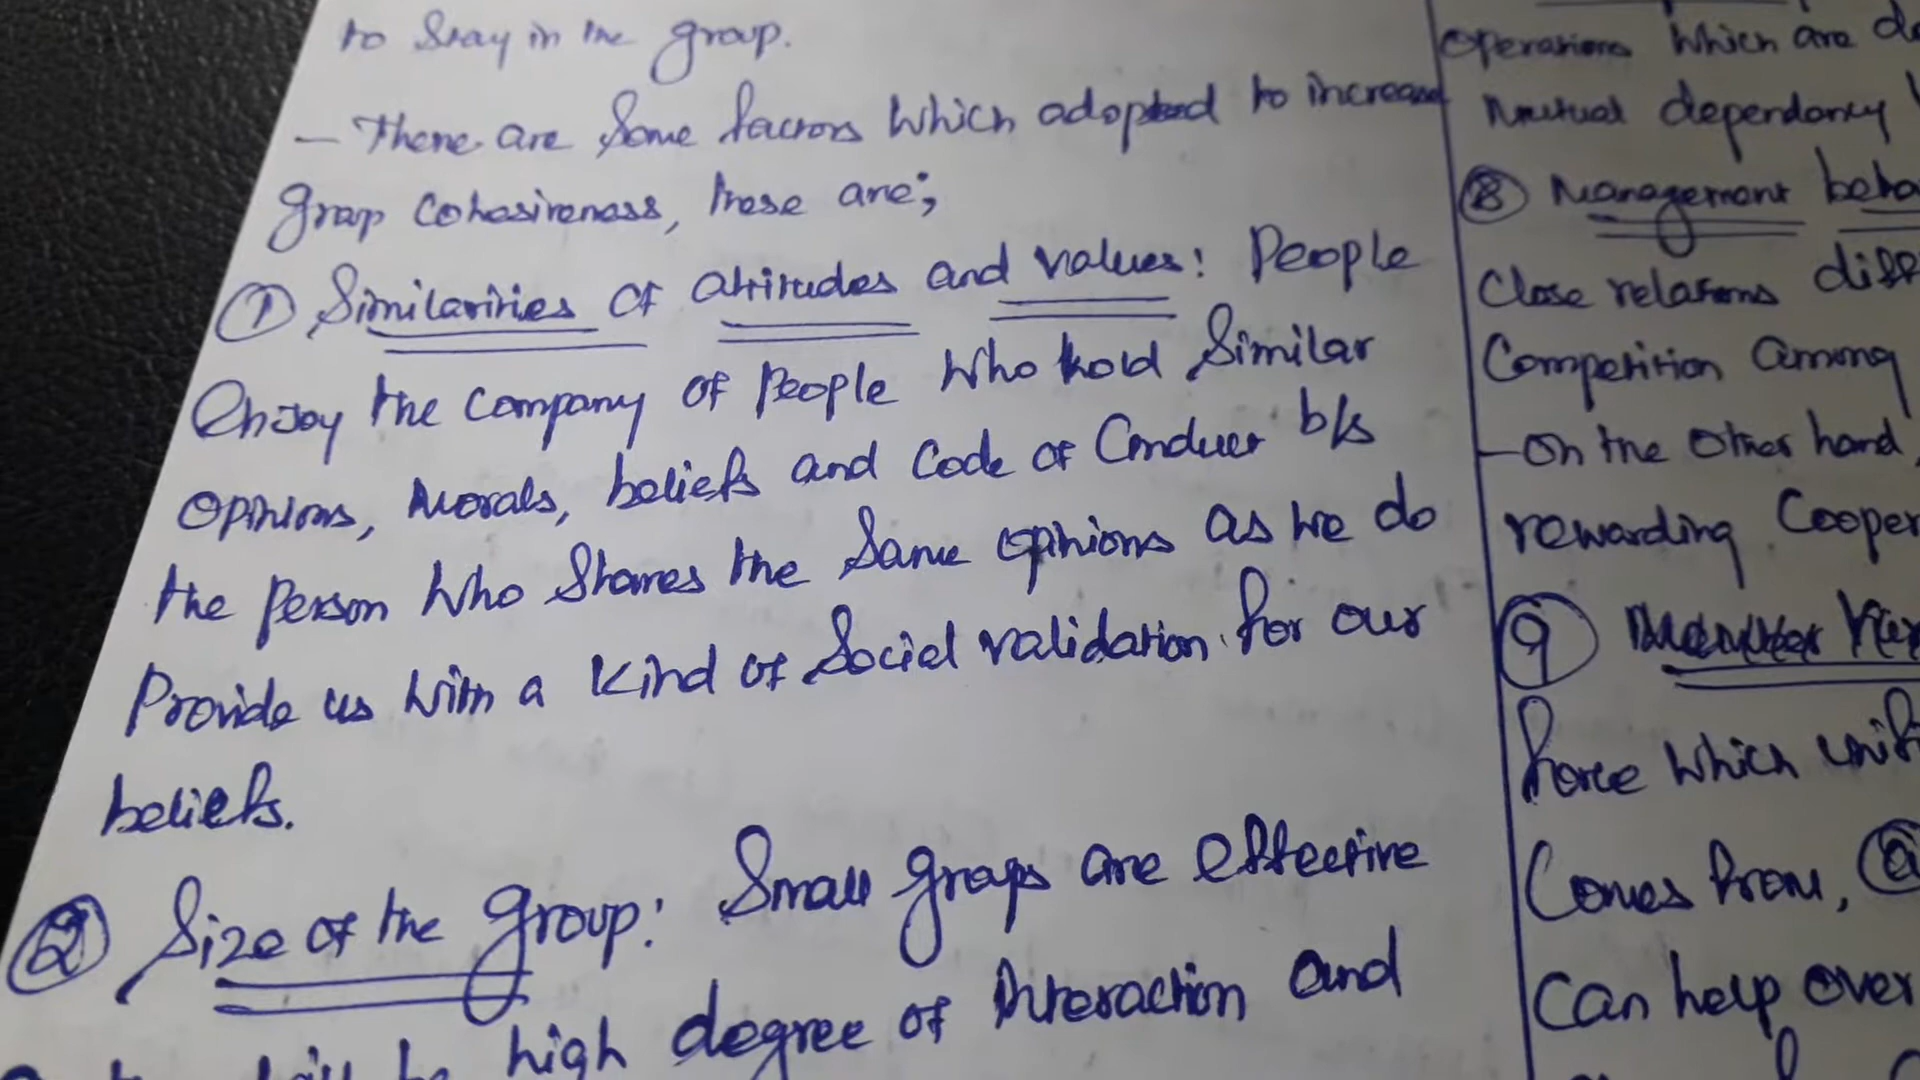 to Stay in the group.
- There are Some factors which adopted to increase
group Cohesiveness, these are;
① Similarities of attitudes and values: People
Enjoy the Company of People who hold Similar
Opinions, Morals, beliefs and Code of Conduct b/s
the person who Shares the Same opinions as we do
Provide us with a kind of Social validation for our
beliefs.
② Size of the group: Small groups are effective
high degree of Interaction and
operations which are
Mutual dependancy
⑧ Management
Close relations
Competition among
- On the Other hand,
rewarding
⑨
force which
Comes from, ⓐ
Can help over